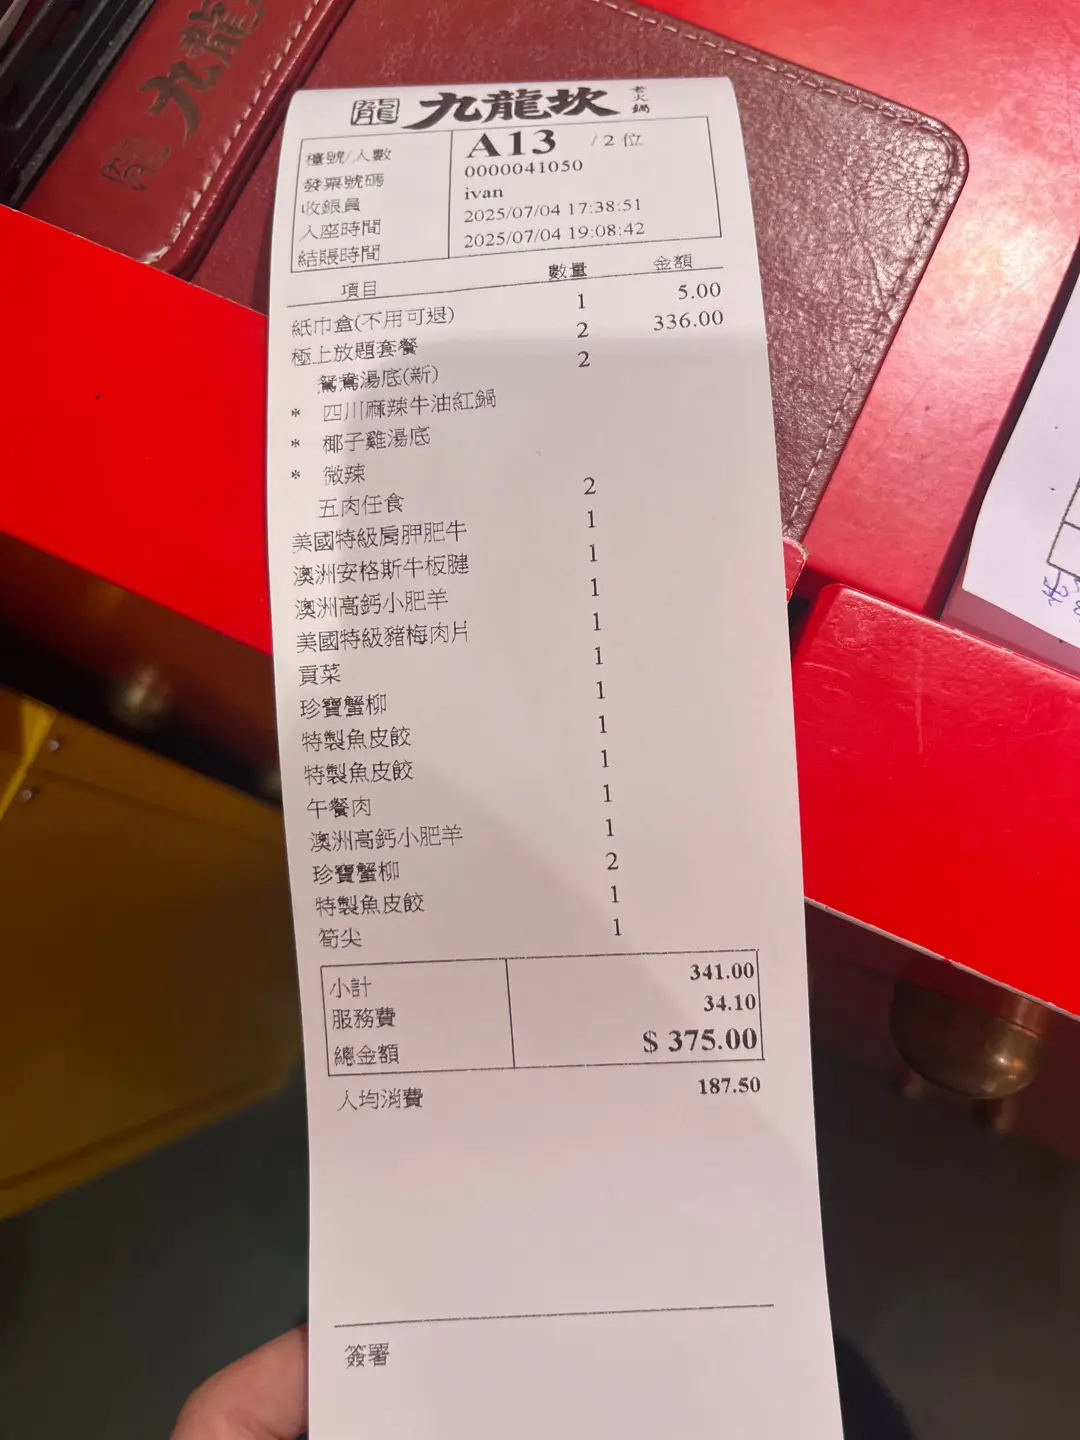 龍 九龍坎
龍 九龍坎 老火鍋
檯號/人數 A13 /2 位
發票號碼 0000041050
收銀員 ivan
入座時間 2025/07/04 17:38:51
結賬時間 2025/07/04 19:08:42
項目 數量 金額
紙巾盒(不用可退) 1 5.00
極上放題套餐 2 336.00
鴛鴦湯底(新) 2
* 四川麻辣牛油紅鍋
* 椰子雞湯底
* 微辣
五肉任食 2
美國特級肩胛肥牛 1
澳洲安格斯牛板腱 1
澳洲高鈣小肥羊 1
美國特級豬梅肉片 1
貢菜 1
珍寶蟹柳 1
特製魚皮餃 1
特製魚皮餃 1
午餐肉 1
澳洲高鈣小肥羊 1
珍寶蟹柳 2
特製魚皮餃 1
筍尖 1
小計 341.00
服務費 34.10
總金額 $ 375.00
人均消費 187.50
簽署